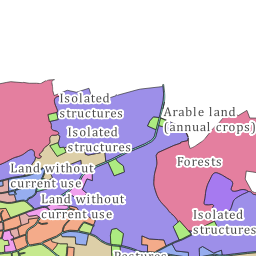 Isolated
structures
Arable land
(annual crops)
Isolated
structures
Forests
Land without
current use
Land without
current use
Isolated
structures
Pastures